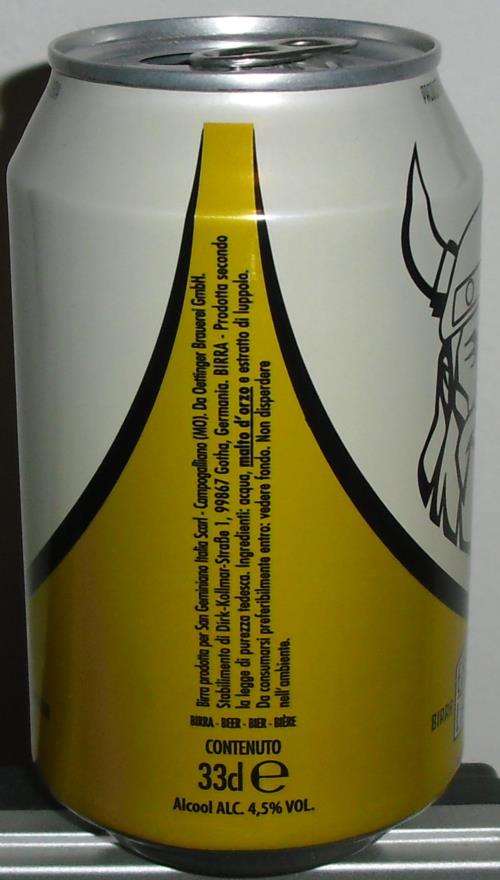 Birra prodotta per San Geminiano Italia Scarl - Campogalliano (MO). Da Oettinger Brauerei GmbH.
Stabilimento di Dirk-Kollmar-Straße 1, 99867 Gotha, Germania. BIRRA - Prodotta secondo
la legge di purezza tedesca. Ingredienti: acqua, malto d'orzo e estratto di luppolo.
Da consumarsi preferibilmente entro: vedere fondo. Non disperdere
nell'ambiente.
BIRRA - BEER - BIER - BIÈRE
CONTENUTO
33cl e
Alcool ALC. 4,5% VOL.
BIRRA